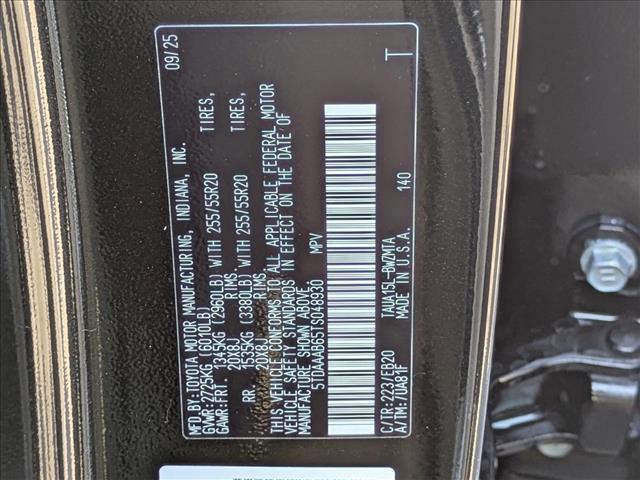 MFD.BY:TOYOTA MOTOR MANUFACTURING, INDIANA, INC. 09/25
GVWR:2725KG (6010LB)
GAWR:FRT. 1345KG (2960LB) WITH 255/55R20 TIRES,
20X8J RIMS,
RR. 1535KG (3380LB) WITH 255/55R20 TIRES,
20X8J RIMS.
THIS VEHICLE CONFORMS TO ALL APPLICABLE FEDERAL MOTOR
VEHICLE SAFETY STANDARDS IN EFFECT ON THE DATE OF
MANUFACTURE SHOWN ABOVE.
5TDAAAB65TS048930 MPV
C/TR:223/EB20 TAUA15L-BWZMTA T
A/TM:/UA81F MADE IN U.S.A. 140